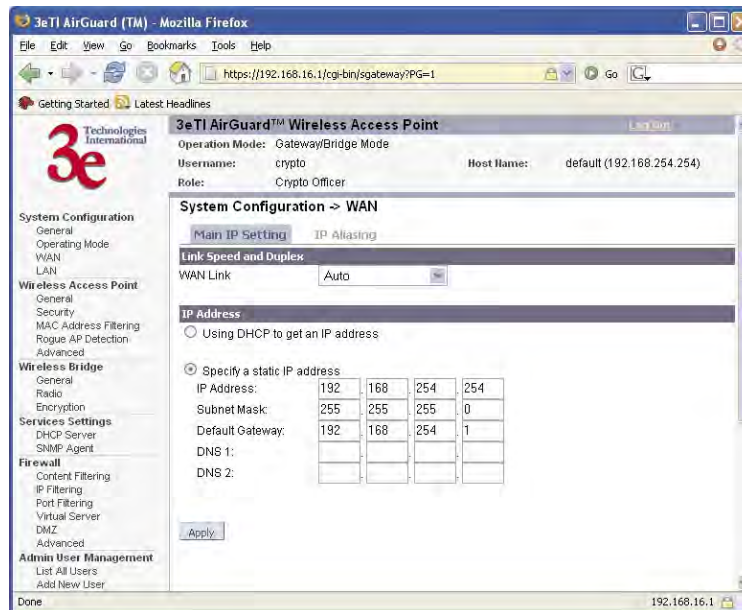 3eTI AirGuard (TM) - Mozilla Firefox
File Edit View Go Bookmarks Tools Help
https://192.168.16.1/cgi-bin/sgateway?PG=1 Go
Getting Started Latest Headlines
3e Technologies International
3eTI AirGuard™ Wireless Access Point Log Out
Operation Mode: Gateway/Bridge Mode
Username: crypto Host Name: default (192.168.254.254)
Role: Crypto Officer
System Configuration
General
Operating Mode
WAN
LAN
Wireless Access Point
General
Security
MAC Address Filtering
Rogue AP Detection
Advanced
Wireless Bridge
General
Radio
Encryption
Services Settings
DHCP Server
SNMP Agent
Firewall
Content Filtering
IP Filtering
Port Filtering
Virtual Server
DMZ
Advanced
Admin User Management
List All Users
Add New User
System Configuration -> WAN
Main IP Setting IP Aliasing
Link Speed and Duplex
WAN Link Auto
IP Address
Using DHCP to get an IP address
Specify a static IP address
IP Address: 192 . 168 . 254 . 254
Subnet Mask: 255 . 255 . 255 . 0
Default Gateway: 192 . 168 . 254 . 1
DNS 1: . . .
DNS 2: . . .
Apply
Done 192.168.16.1